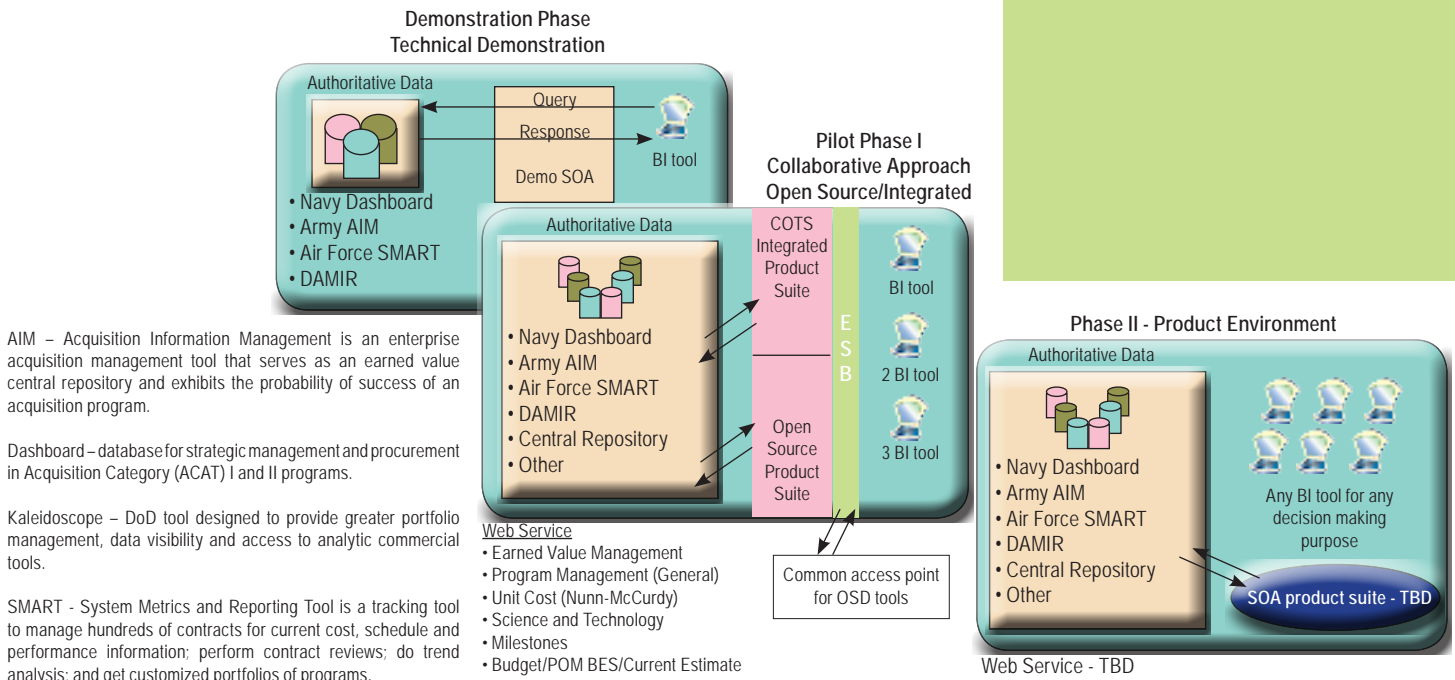 Demonstration Phase
Technical Demonstration
Authoritative Data
Query
Response
Demo SOA
BI tool
• Navy Dashboard
• Army AIM
• Air Force SMART
• DAMIR
Pilot Phase I
Collaborative Approach
Open Source/Integrated
Authoritative Data
• Navy Dashboard
• Army AIM
• Air Force SMART
• DAMIR
• Central Repository
• Other
COTS
Integrated
Product
Suite
Open
Source
Product
Suite
E
S
B
BI tool
2 BI tool
3 BI tool
Web Service
• Earned Value Management
• Program Management (General)
• Unit Cost (Nunn-McCurdy)
• Science and Technology
• Milestones
• Budget/POM BES/Current Estimate
Common access point
for OSD tools
Phase II - Product Environment
Authoritative Data
• Navy Dashboard
• Army AIM
• Air Force SMART
• DAMIR
• Central Repository
• Other
Any BI tool for any
decision making
purpose
SOA product suite - TBD
Web Service - TBD
AIM – Acquisition Information Management is an enterprise
acquisition management tool that serves as an earned value
central repository and exhibits the probability of success of an
acquisition program.
Dashboard – database for strategic management and procurement
in Acquisition Category (ACAT) I and II programs.
Kaleidoscope – DoD tool designed to provide greater portfolio
management, data visibility and access to analytic commercial
tools.
SMART - System Metrics and Reporting Tool is a tracking tool
to manage hundreds of contracts for current cost, schedule and
performance information; perform contract reviews; do trend
analysis; and get customized portfolios of programs.